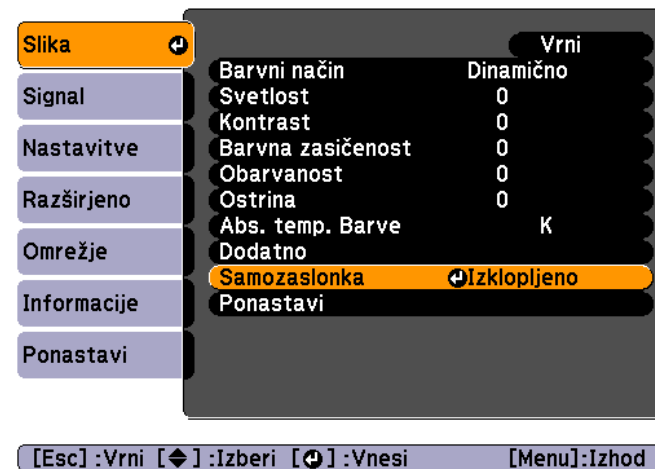 Slika
Signal
Nastavitve
Razširjeno
Omrežje
Informacije
Ponastavi
Vrni
Barvni način Dinamično
Svetlost 0
Kontrast 0
Barvna zasičenost 0
Obarvanost 0
Ostrina 0
Abs. temp. Barve K
Dodatno
Samozaslonka Izklopljeno
Ponastavi
[Esc] :Vrni [◆] :Izberi [⏎] :Vnesi [Menu]:Izhod